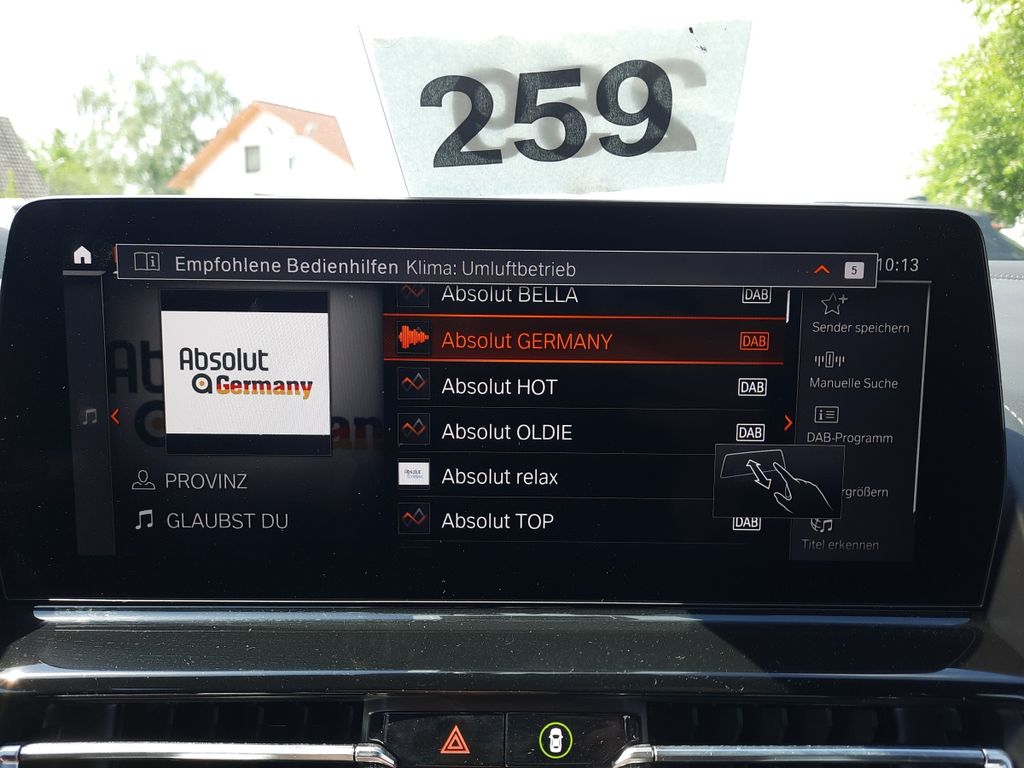 259
Empfohlene Bedienhilfen Klima: Umluftbetrieb
5
10:13
Absolut
Germany
PROVINZ
GLAUBST DU
Absolut BELLA DAB
Absolut GERMANY DAB
Absolut HOT DAB
Absolut OLDIE DAB
Absolut relax
Absolut TOP DAB
Sender speichern
Manuelle Suche
DAB-Programm
rgrößern
Titel erkennen